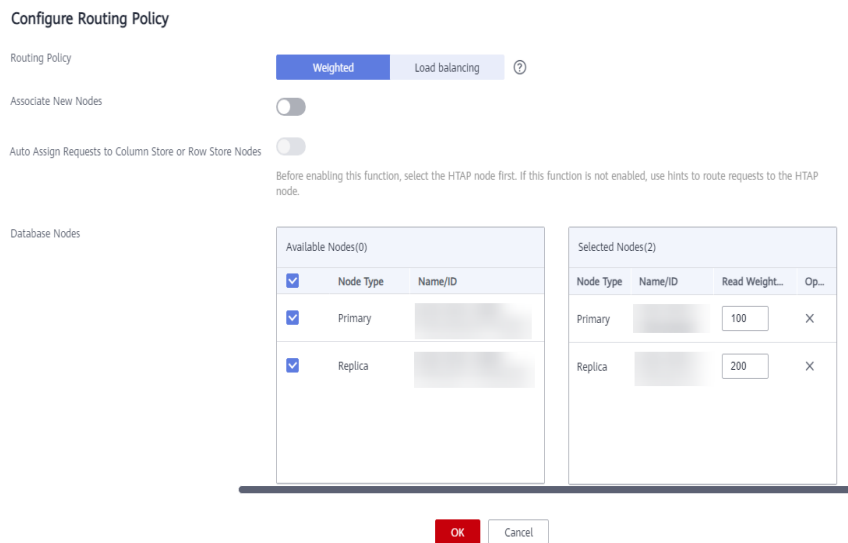 Configure Routing Policy
Routing Policy
Weighted Load balancing ?
Associate New Nodes
Auto Assign Requests to Column Store or Row Store Nodes
Before enabling this function, select the HTAP node first. If this function is not enabled, use hints to route requests to the HTAP
node.
Database Nodes
Available Nodes(0)
Node Type Name/ID
Primary
Replica
Selected Nodes(2)
Node Type Name/ID Read Weight... Op...
Primary 100 X
Replica 200 X
OK Cancel